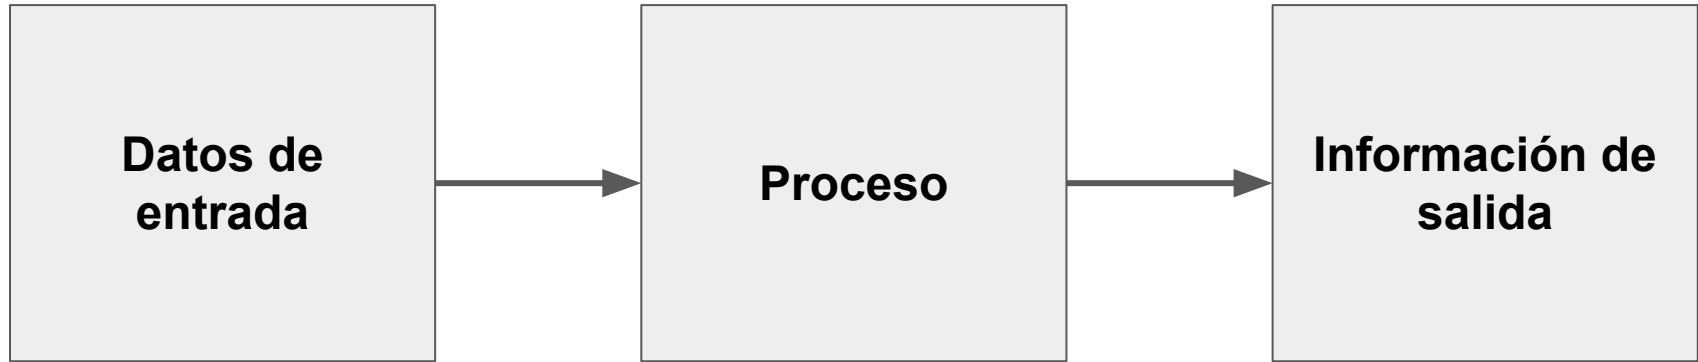 Datos de
entrada
Proceso
Información de
salida